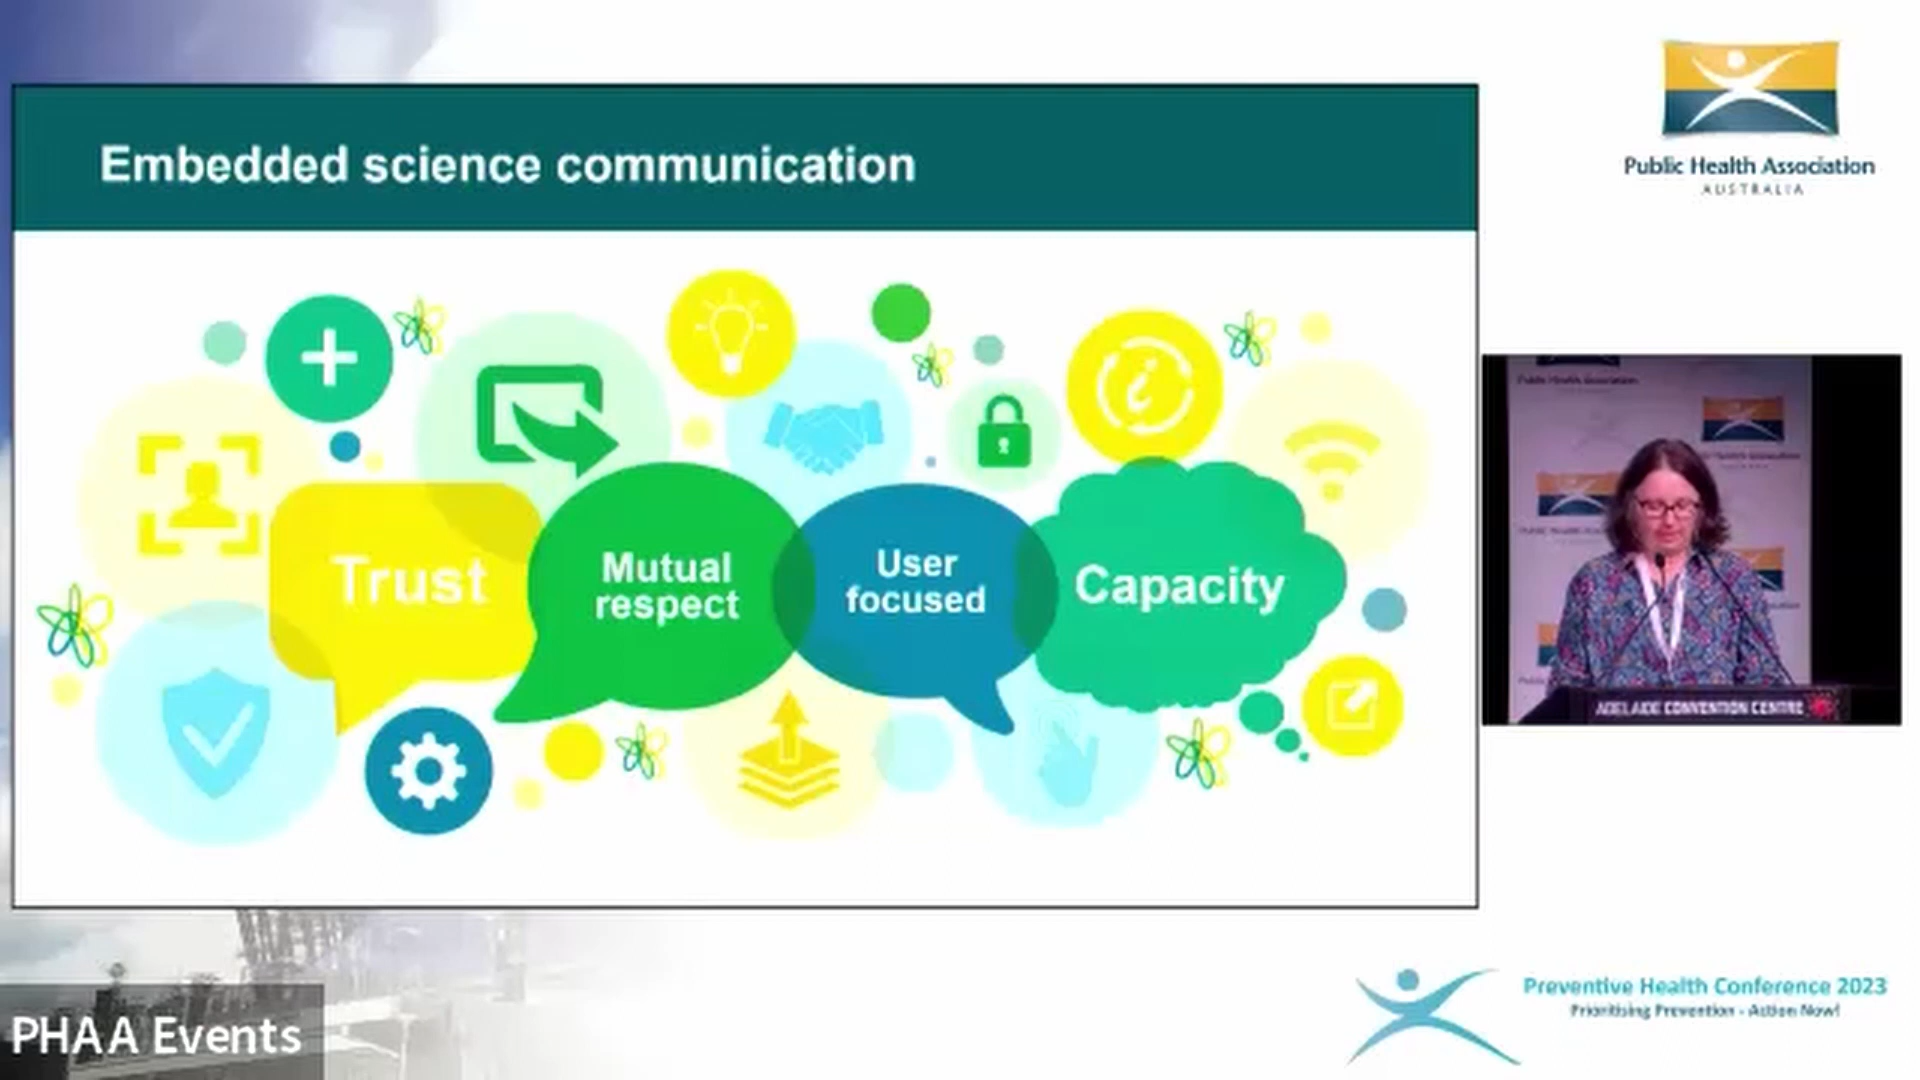 Embedded science communication
Trust
Mutual
respect
User
focused
Capacity
Public Health Association
AUSTRALIA
ADELAIDE CONVENTION CENTRE
Preventive Health Conference 2023
Prioritising Prevention - Action Now!
PHAA Events